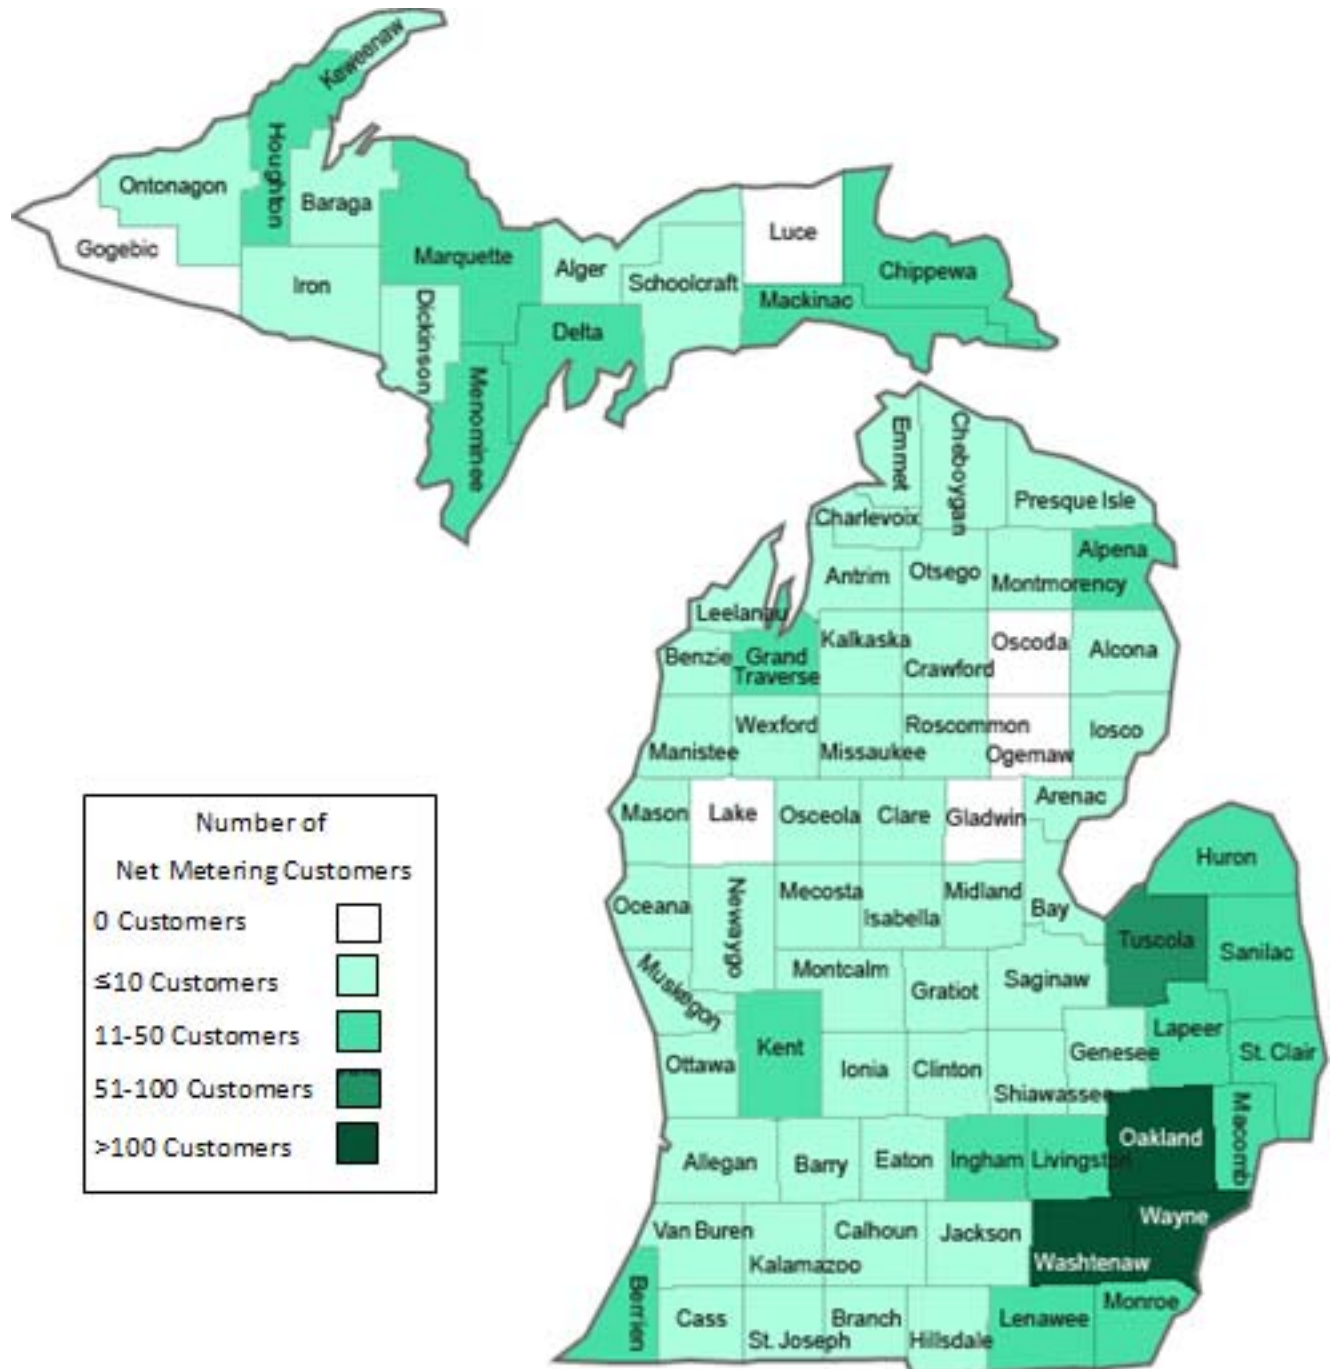 Keweenaw
Houghton
Ontonagon
Baraga
Gogebic
Iron
Marquette
Dickinson
Menominee
Alger
Delta
Schoolcraft
Luce
Mackinac
Chippewa
Emmet
Cheboygan
Presque Isle
Charlevoix
Alpena
Antrim
Otsego
Montmorency
Leelanau
Benzie
Grand
Traverse
Kalkaska
Crawford
Oscoda
Alcona
Manistee
Wexford
Missaukee
Roscommon
Ogemaw
Iosco
Mason
Lake
Osceola
Clare
Gladwin
Arenac
Huron
Oceana
Newaygo
Mecosta
Isabella
Midland
Bay
Tuscola
Sanilac
Muskegon
Montcalm
Gratiot
Saginaw
Lapeer
Ottawa
Kent
Ionia
Clinton
Shiawassee
Genesee
St. Clair
Macomb
Allegan
Barry
Eaton
Ingham
Livingston
Oakland
Van Buren
Kalamazoo
Calhoun
Jackson
Washtenaw
Wayne
Berrien
Cass
St. Joseph
Branch
Hillsdale
Lenawee
Monroe
Number of
Net Metering Customers
0 Customers
≤10 Customers
11-50 Customers
51-100 Customers
>100 Customers